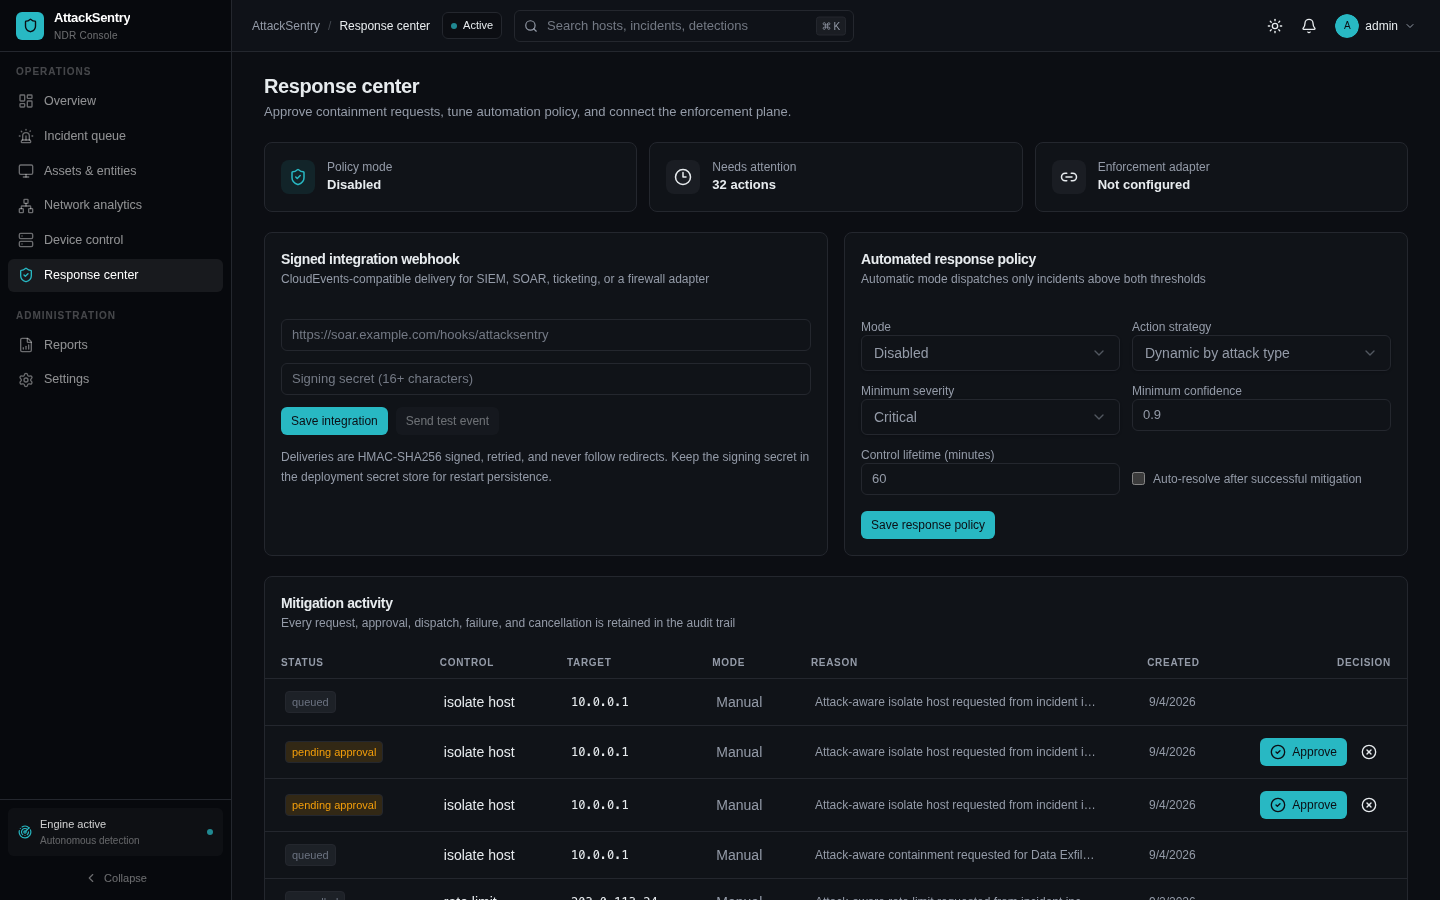 AttackSentry
NDR Console
AttackSentry / Response center
Active
Search hosts, incidents, detections
⌘ K
A
admin
OPERATIONS
Overview
Incident queue
Assets & entities
Network analytics
Device control
Response center
ADMINISTRATION
Reports
Settings
Engine active
Autonomous detection
Collapse
Response center
Approve containment requests, tune automation policy, and connect the enforcement plane.
Policy mode
Disabled
Needs attention
32 actions
Enforcement adapter
Not configured
Signed integration webhook
CloudEvents-compatible delivery for SIEM, SOAR, ticketing, or a firewall adapter
https://soar.example.com/hooks/attacksentry
Signing secret (16+ characters)
Save integration
Send test event
Deliveries are HMAC-SHA256 signed, retried, and never follow redirects. Keep the signing secret in
the deployment secret store for restart persistence.
Automated response policy
Automatic mode dispatches only incidents above both thresholds
Mode
Action strategy
Disabled
Dynamic by attack type
Minimum severity
Minimum confidence
Critical
0.9
Control lifetime (minutes)
60
Auto-resolve after successful mitigation
Save response policy
Mitigation activity
Every request, approval, dispatch, failure, and cancellation is retained in the audit trail
STATUS CONTROL TARGET MODE REASON CREATED DECISION
queued isolate host 10.0.0.1 Manual Attack-aware isolate host requested from incident i… 9/4/2026
pending approval isolate host 10.0.0.1 Manual Attack-aware isolate host requested from incident i… 9/4/2026 Approve
pending approval isolate host 10.0.0.1 Manual Attack-aware isolate host requested from incident i… 9/4/2026 Approve
queued isolate host 10.0.0.1 Manual Attack-aware containment requested for Data Exfil… 9/4/2026